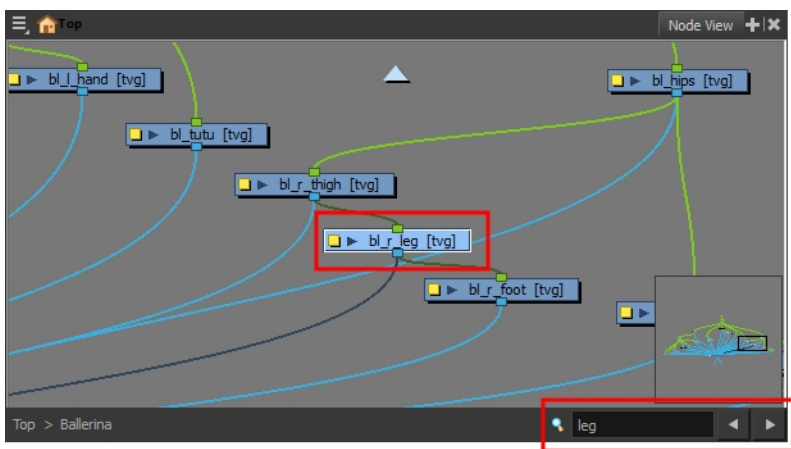 Top
Node View
bl_l_hand [tvg]
bl_hips [tvg]
bl_tutu [tvg]
bl_r_thigh [tvg]
bl_r_leg [tvg]
bl_r_foot [tvg]
Top > Ballerina
leg